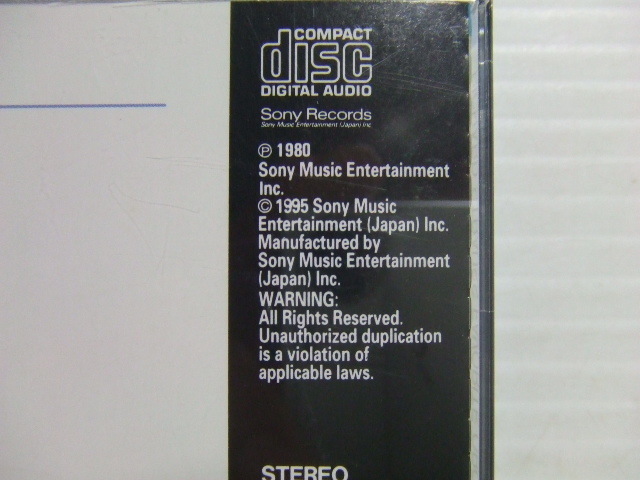 COMPACT
disc
DIGITAL AUDIO
Sony Records
Sony Music Entertainment (Japan) Inc.
℗ 1980
Sony Music Entertainment
Inc.
© 1995 Sony Music
Entertainment (Japan) Inc.
Manufactured by
Sony Music Entertainment
(Japan) Inc.
WARNING:
All Rights Reserved.
Unauthorized duplication
is a violation of
applicable laws.
STEREO